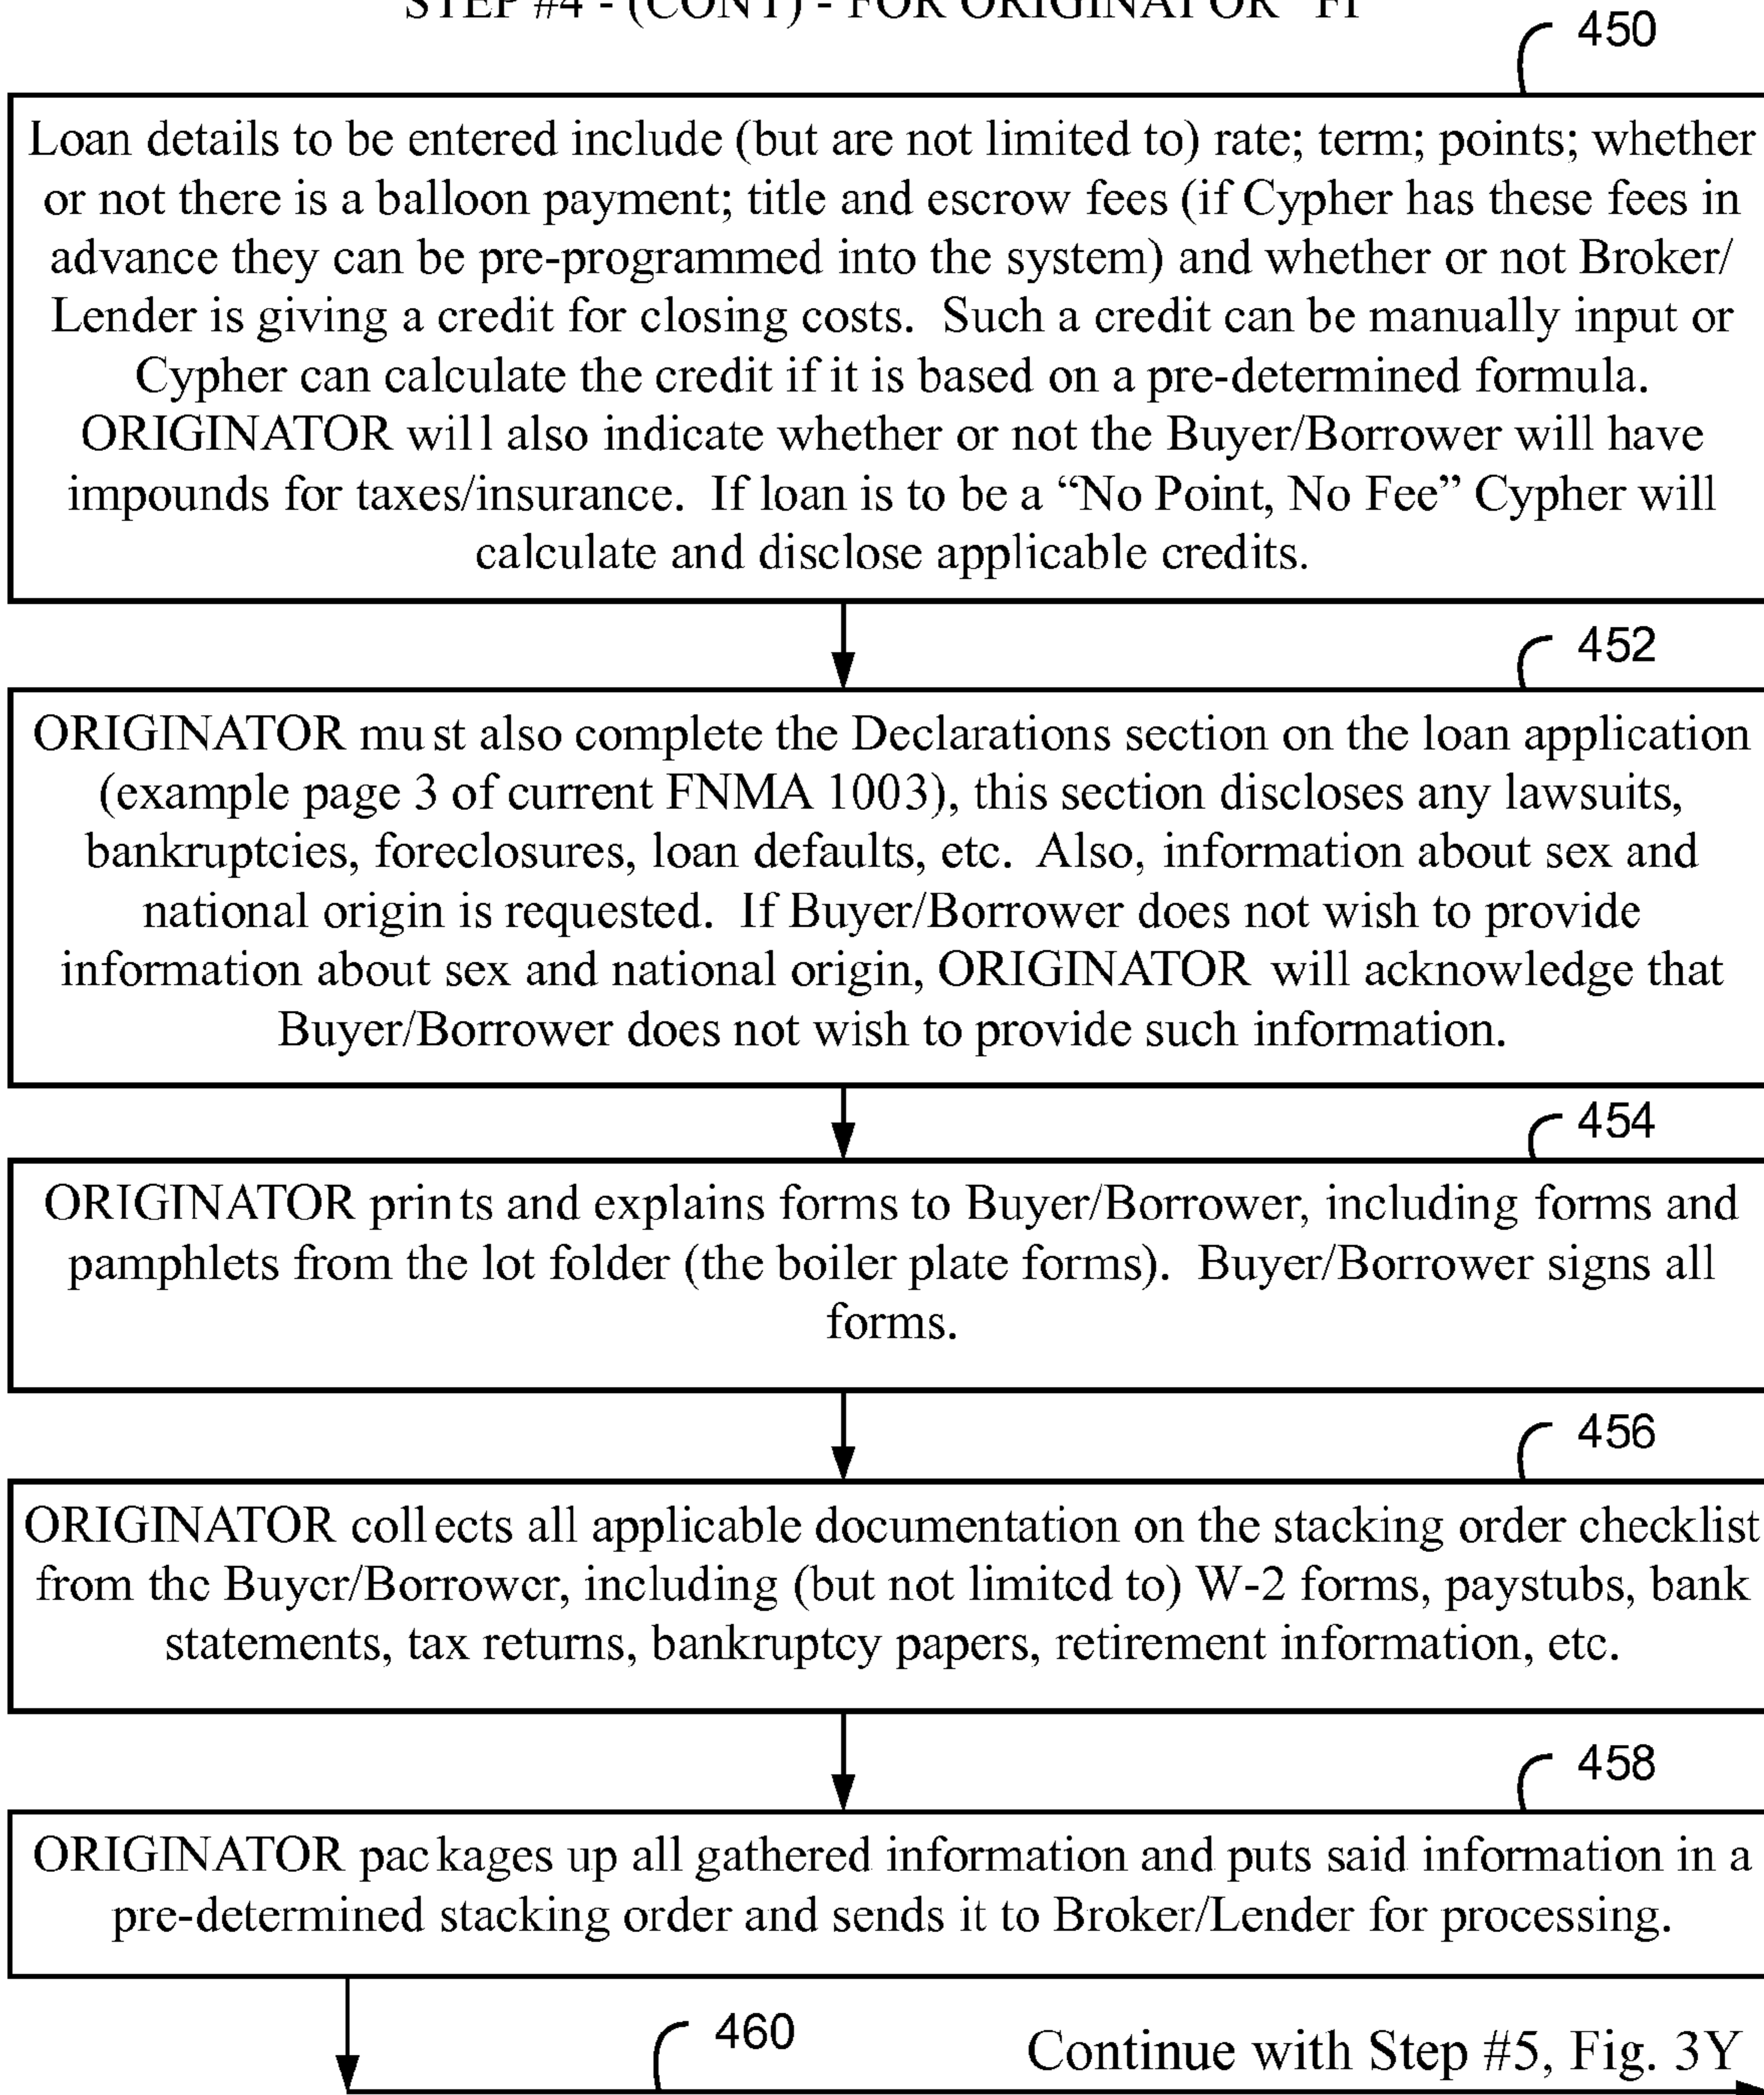 STEP #4 - (CONT) - FOR ORIGINATOR "FI
450
Loan details to be entered include (but are not limited to) rate; term; points; whether
or not there is a balloon payment; title and escrow fees (if Cypher has these fees in
advance they can be pre-programmed into the system) and whether or not Broker/
Lender is giving a credit for closing costs. Such a credit can be manually input or
Cypher can calculate the credit if it is based on a pre-determined formula.
ORIGINATOR will also indicate whether or not the Buyer/Borrower will have
impounds for taxes/insurance. If loan is to be a “No Point, No Fee” Cypher will
calculate and disclose applicable credits.
452
ORIGINATOR must also complete the Declarations section on the loan application
(example page 3 of current FNMA 1003), this section discloses any lawsuits,
bankruptcies, foreclosures, loan defaults, etc. Also, information about sex and
national origin is requested. If Buyer/Borrower does not wish to provide
information about sex and national origin, ORIGINATOR will acknowledge that
Buyer/Borrower does not wish to provide such information.
454
ORIGINATOR prints and explains forms to Buyer/Borrower, including forms and
pamphlets from the lot folder (the boiler plate forms). Buyer/Borrower signs all
forms.
456
ORIGINATOR collects all applicable documentation on the stacking order checklist
from the Buyer/Borrower, including (but not limited to) W-2 forms, paystubs, bank
statements, tax returns, bankruptcy papers, retirement information, etc.
458
ORIGINATOR packages up all gathered information and puts said information in a
pre-determined stacking order and sends it to Broker/Lender for processing.
460
Continue with Step #5, Fig. 3Y